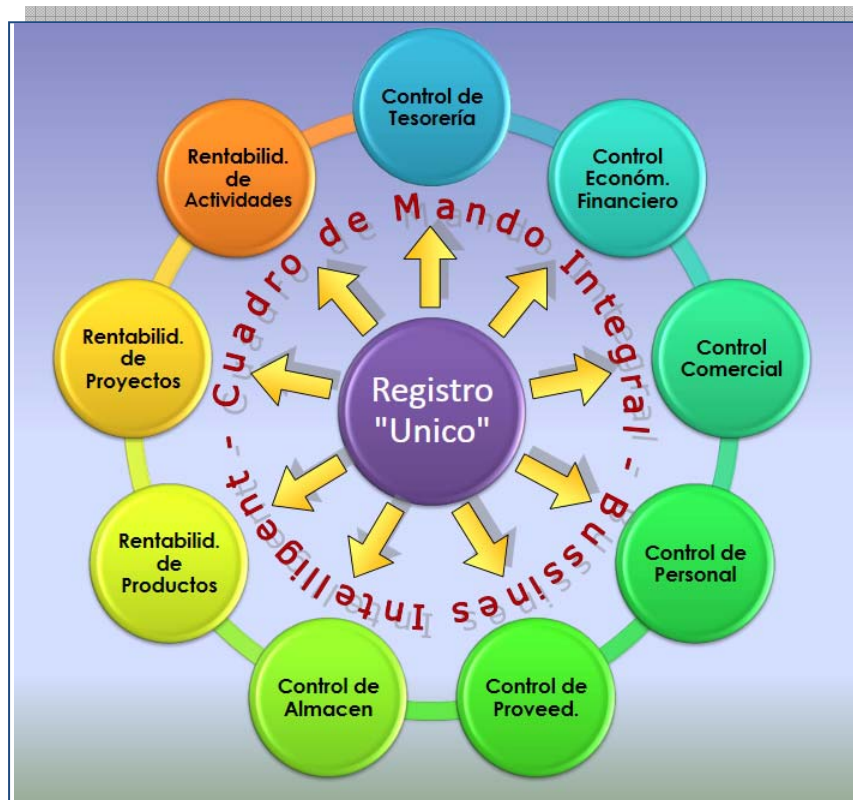 Control de
Tesorería
Control
Económ.
Financiero
Control
Comercial
Control de
Personal
Control de
Proveed.
Control de
Almacen
Rentabilid.
de
Productos
Rentabilid.
de
Proyectos
Rentabilid.
de
Actividades
Cuadro de Mando Integral - Bussines Intelligent -
Registro
"Unico"